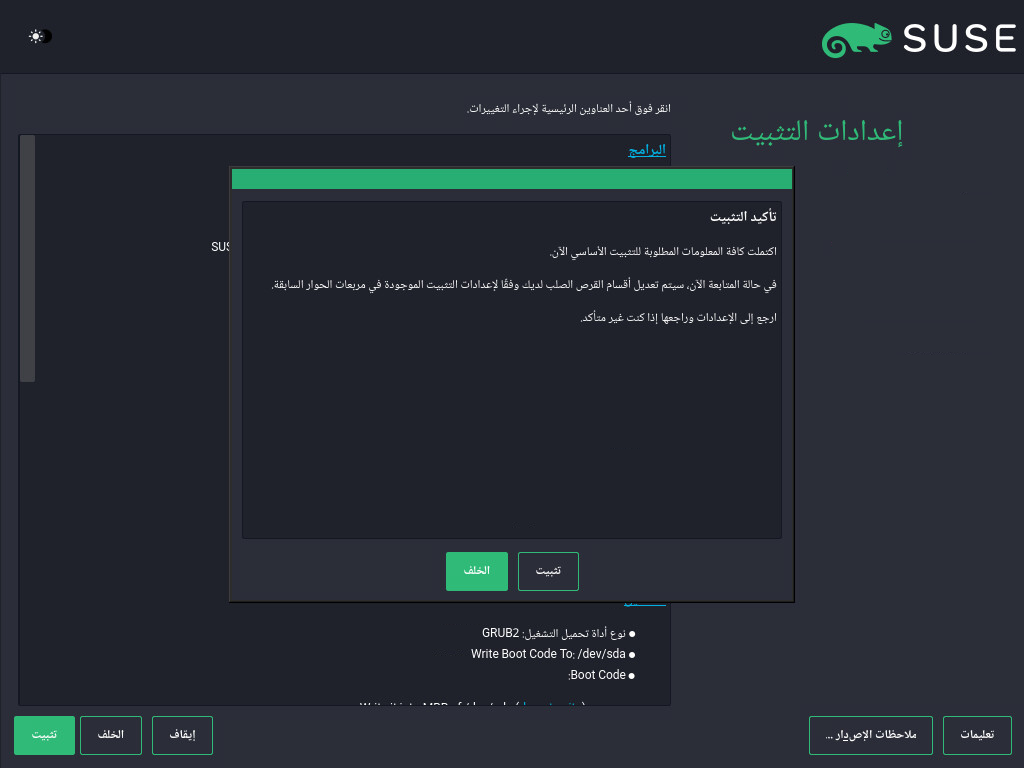 SUSE
إعدادات التثبيت
انقر فوق أحد العناوين الرئيسية لإجراء التغييرات.
البرامج
SUS
تأكيد التثبيت
اكتملت كافة المعلومات المطلوبة للتثبيت الأساسي الآن.
في حالة المتابعة الآن، سيتم تعديل أقسام القرص الصلب لديك وفقًا لإعدادات التثبيت الموجودة في مربعات الحوار السابقة.
ارجع إلى الإعدادات وراجعها إذا كنت غير متأكد.
تثبيت
الخلف
● نوع أداة تحميل التشغيل: GRUB2
● Write Boot Code To: /dev/sda
● Boot Code:
تعليمات
ملاحظات الإصدار ...
إيقاف
الخلف
تثبيت